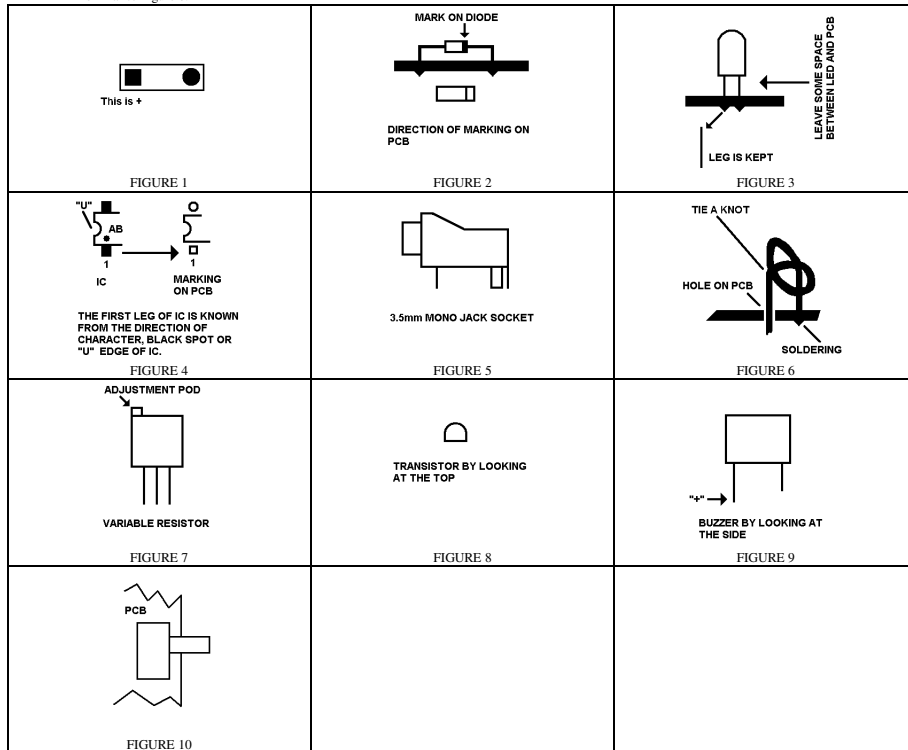 This is +
FIGURE 1
MARK ON DIODE
DIRECTION OF MARKING ON
PCB
FIGURE 2
LEAVE SOME SPACE
BETWEEN LED AND PCB
LEG IS KEPT
FIGURE 3
"U"
AB
1
1
IC
MARKING
ON PCB
THE FIRST LEG OF IC IS KNOWN
FROM THE DIRECTION OF
CHARACTER, BLACK SPOT OR
"U" EDGE OF IC.
FIGURE 4
3.5mm MONO JACK SOCKET
FIGURE 5
TIE A KNOT
HOLE ON PCB
SOLDERING
FIGURE 6
ADJUSTMENT POD
VARIABLE RESISTOR
FIGURE 7
TRANSISTOR BY LOOKING
AT THE TOP
FIGURE 8
"+"
BUZZER BY LOOKING AT
THE SIDE
FIGURE 9
PCB
FIGURE 10